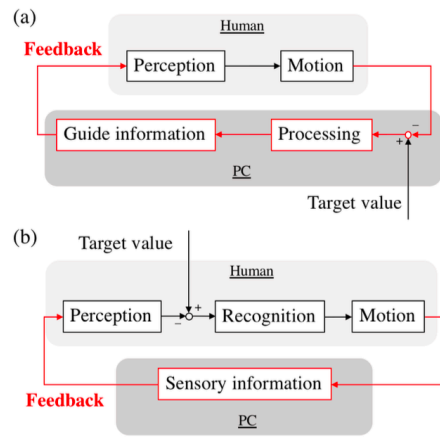 (a)
Human
Feedback
Perception
Motion
−
+
Guide information
Processing
PC
Target value
(b)
Target value
Human
+
−
Perception
Recognition
Motion
Sensory information
Feedback
PC